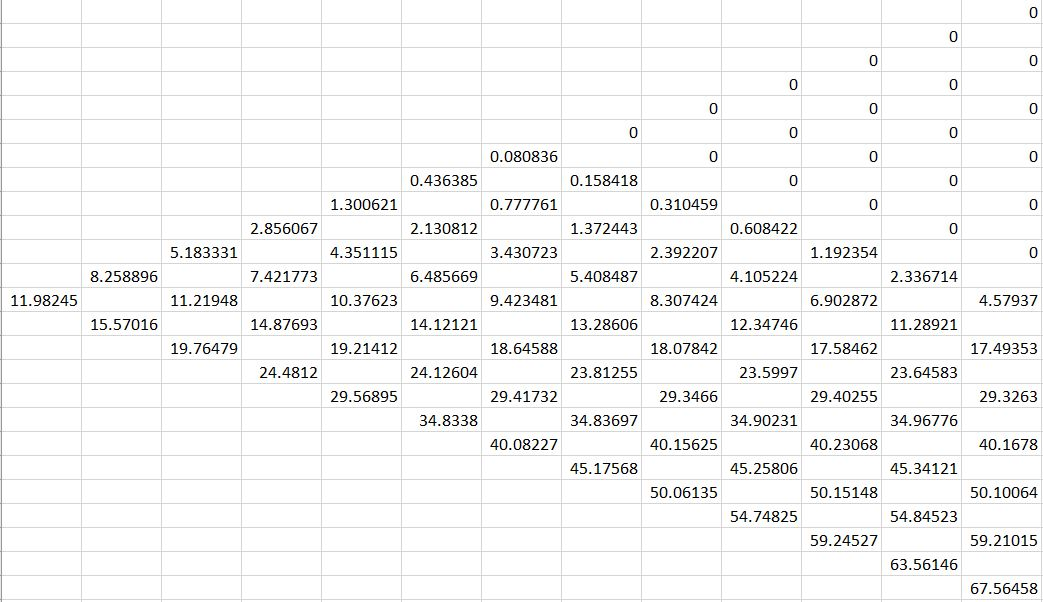 0
0
0 0
0 0
0 0 0
0 0 0
0.080836 0 0 0
0.436385 0.158418 0 0
1.300621 0.777761 0.310459 0 0
2.856067 2.130812 1.372443 0.608422 0
5.183331 4.351115 3.430723 2.392207 1.192354 0
8.258896 7.421773 6.485669 5.408487 4.105224 2.336714
11.98245 11.21948 10.37623 9.423481 8.307424 6.902872 4.57937
15.57016 14.87693 14.12121 13.28606 12.34746 11.28921
19.76479 19.21412 18.64588 18.07842 17.58462 17.49353
24.4812 24.12604 23.81255 23.5997 23.64583
29.56895 29.41732 29.3466 29.40255 29.3263
34.8338 34.83697 34.90231 34.96776
40.08227 40.15625 40.23068 40.1678
45.17568 45.25806 45.34121
50.06135 50.15148 50.10064
54.74825 54.84523
59.24527 59.21015
63.56146
67.56458